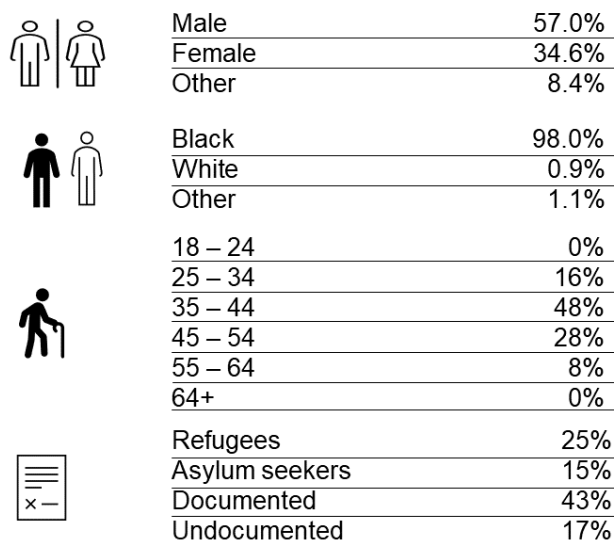 Male 57.0%
Female 34.6%
Other 8.4%
Black 98.0%
White 0.9%
Other 1.1%
18 – 24 0%
25 – 34 16%
35 – 44 48%
45 – 54 28%
55 – 64 8%
64+ 0%
Refugees 25%
Asylum seekers 15%
Documented 43%
Undocumented 17%